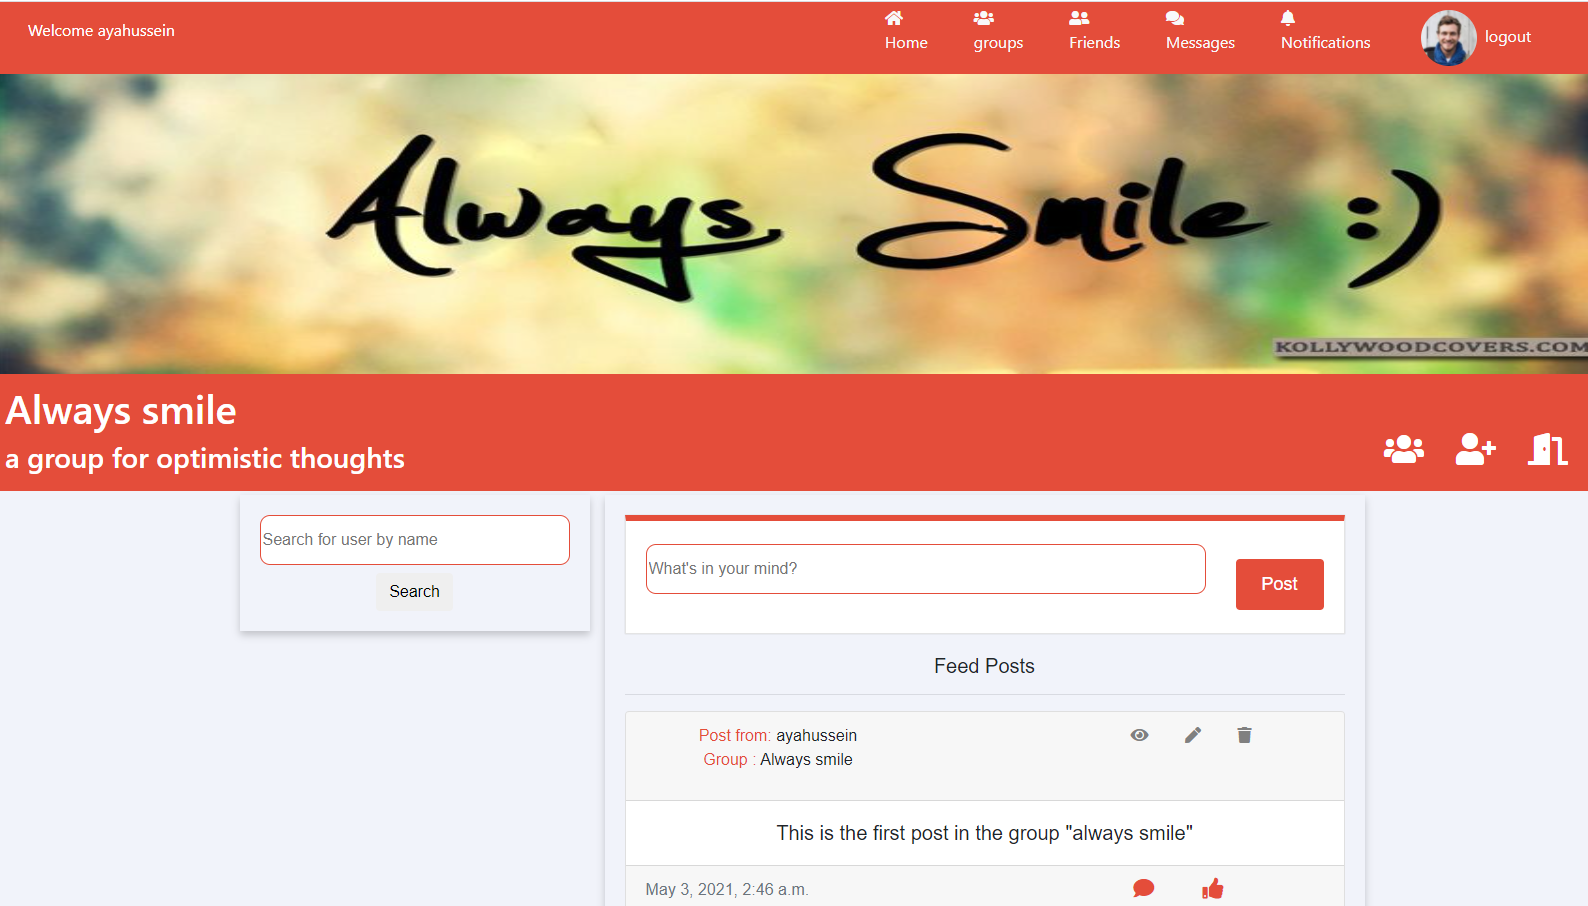 Welcome ayahussein
Home
groups
Friends
Messages
Notifications
logout
Always Smile :)
KOLLYWOODCOVERS.COM
Always smile
a group for optimistic thoughts
Search for user by name
Search
What's in your mind?
Post
Feed Posts
Post from: ayahussein
Group : Always smile
This is the first post in the group "always smile"
May 3, 2021, 2:46 a.m.